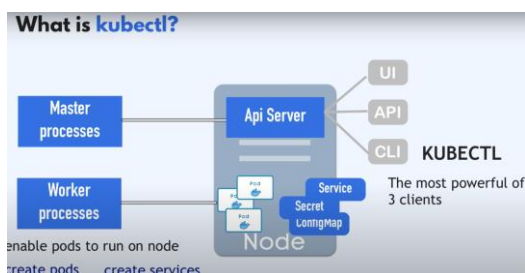 What is kubectl?
Master
processes
Api Server
UI
API
CLI
KUBECTL
The most powerful of
3 clients
Worker
processes
Pod
Pod
Pod
Service
Secret
ConfigMap
Node
enable pods to run on node
create pods create services